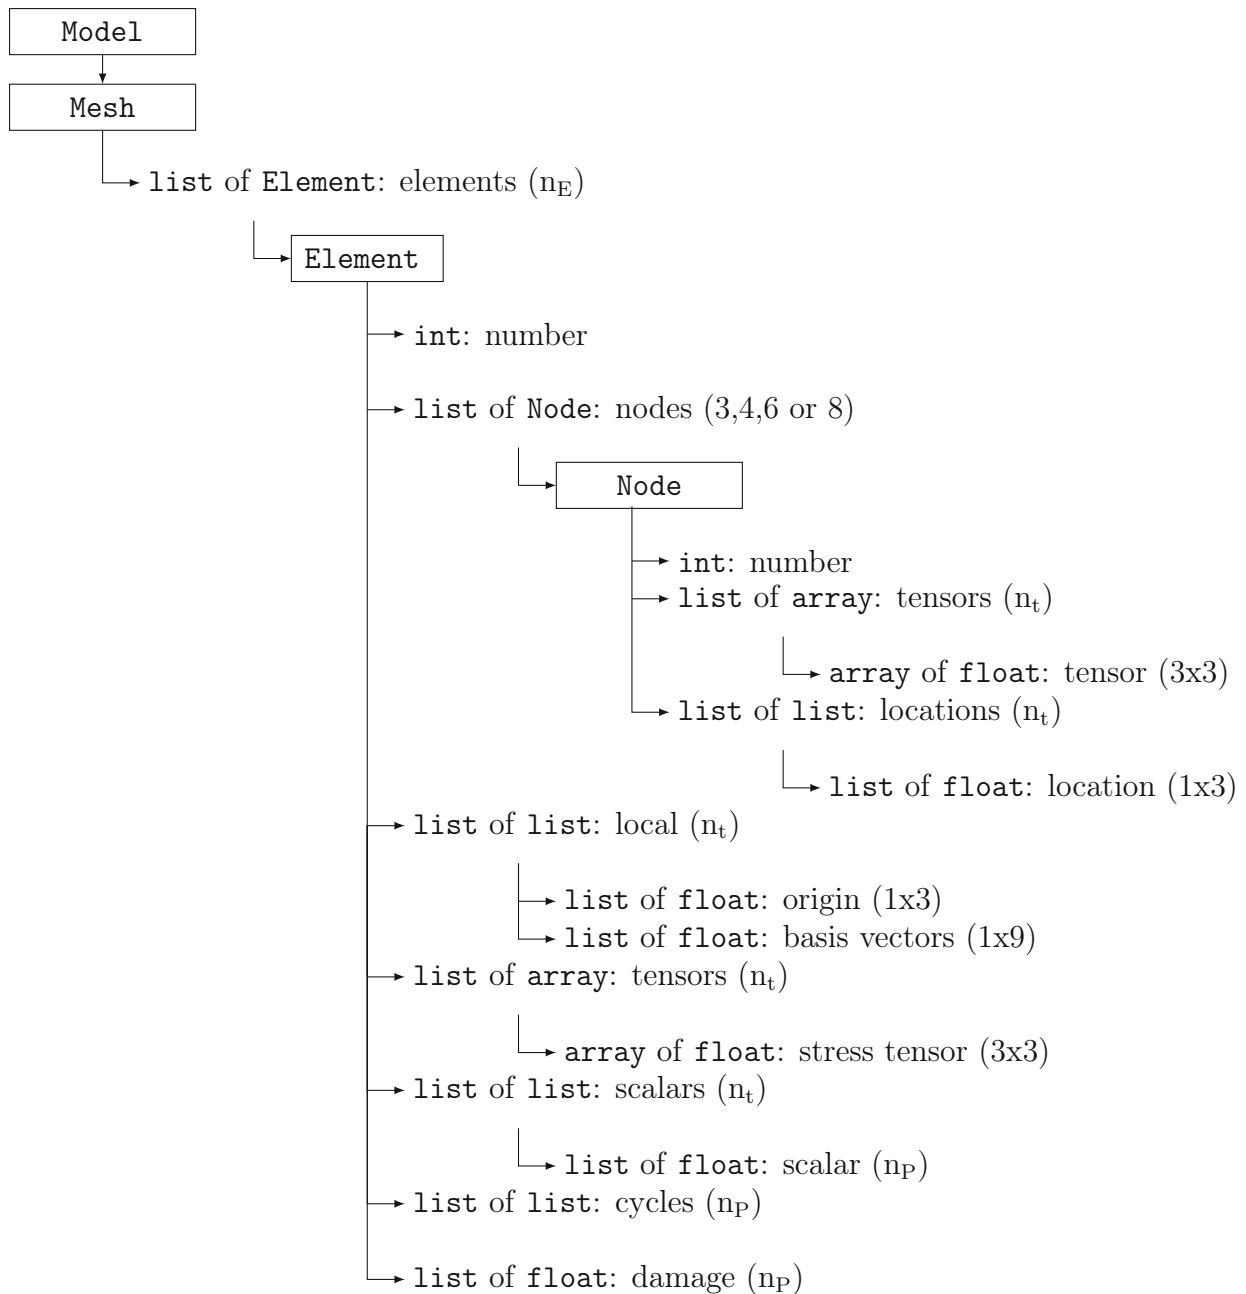 Model
Mesh
list of Element: elements (nE)
Element
int: number
list of Node: nodes (3,4,6 or 8)
Node
int: number
list of array: tensors (nt)
array of float: tensor (3x3)
list of list: locations (nt)
list of float: location (1x3)
list of list: local (nt)
list of float: origin (1x3)
list of float: basis vectors (1x9)
list of array: tensors (nt)
array of float: stress tensor (3x3)
list of list: scalars (nt)
list of float: scalar (nP)
list of list: cycles (nP)
list of float: damage (nP)